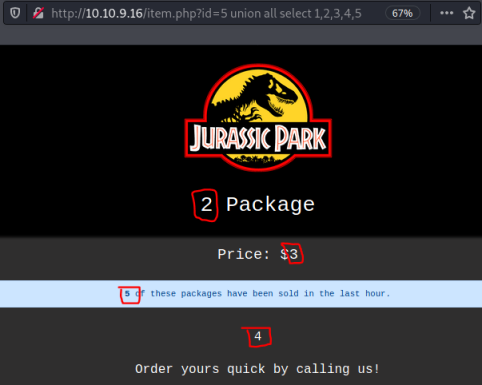 http://10.10.9.16/item.php?id=5 union all select 1,2,3,4,5 67%
JURASSIC PARK
2 Package
Price: $3
5 of these packages have been sold in the last hour.
4
Order yours quick by calling us!